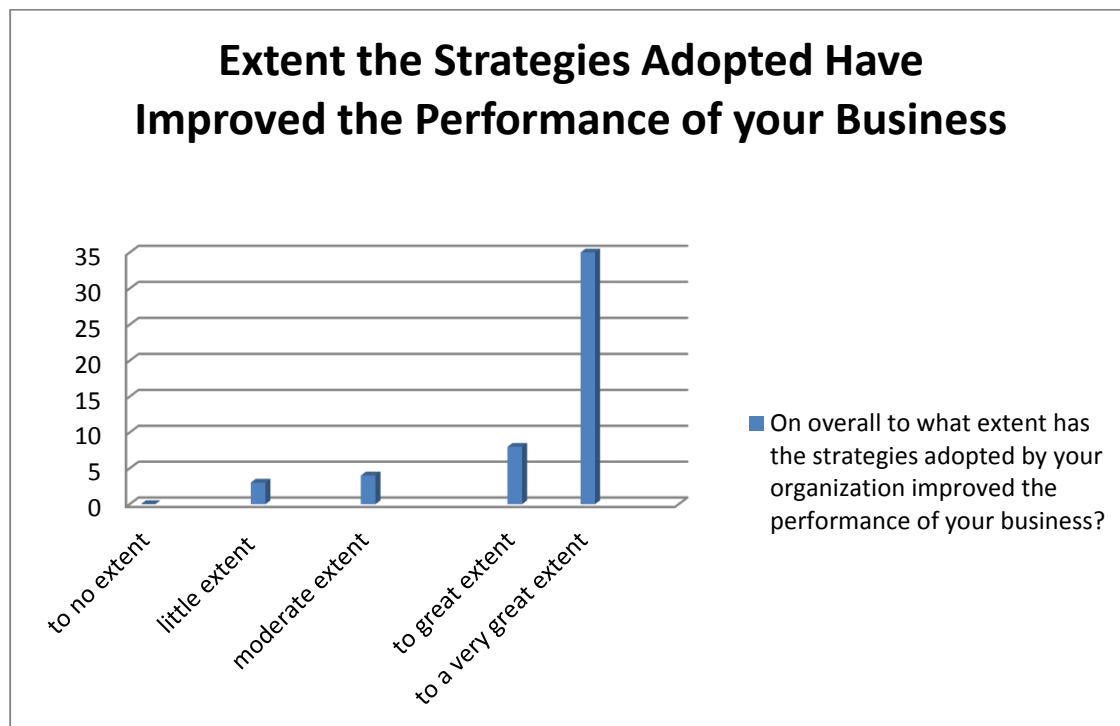 Extent the Strategies Adopted Have
Improved the Performance of your Business
35
30
25
20
15
10
5
0
to no extent
little extent
moderate extent
to great extent
to a very great extent
On overall to what extent has
the strategies adopted by your
organization improved the
performance of your business?